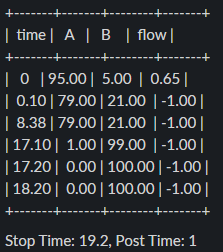 +-------+-------+-------+-------+
| time | A | B | flow |
+-------+-------+-------+-------+
| 0 | 95.00 | 5.00 | 0.65 |
| 0.10 | 79.00 | 21.00 | -1.00 |
| 8.38 | 79.00 | 21.00 | -1.00 |
| 17.10 | 1.00 | 99.00 | -1.00 |
| 17.20 | 0.00 | 100.00 | -1.00 |
| 18.20 | 0.00 | 100.00 | -1.00 |
+-------+-------+-------+-------+
Stop Time: 19.2, Post Time: 1